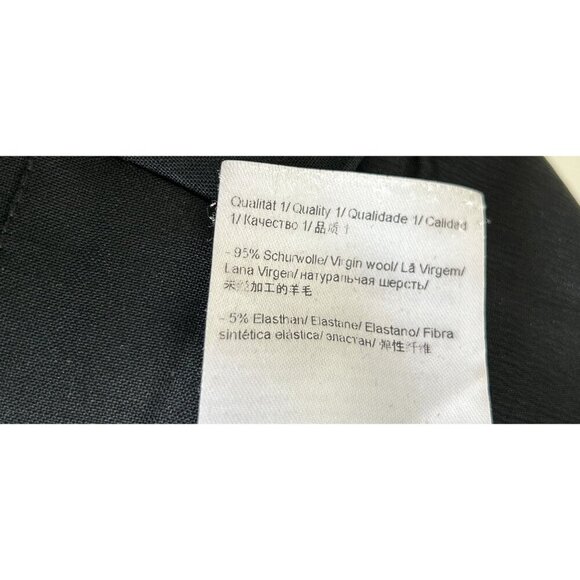 Qualität 1/ Quality 1/ Qualidade 1/ Calidad
1/ Качество 1/ 品质 1
- 95% Schurwolle/ Virgin wool/ Lã Virgem/
Lana Virgen/ натуральная шерсть/
未经加工的羊毛
- 5% Elasthan/ Elastane/ Elastano/ Fibra
sintética elástica/ эластан/ 弹性纤维